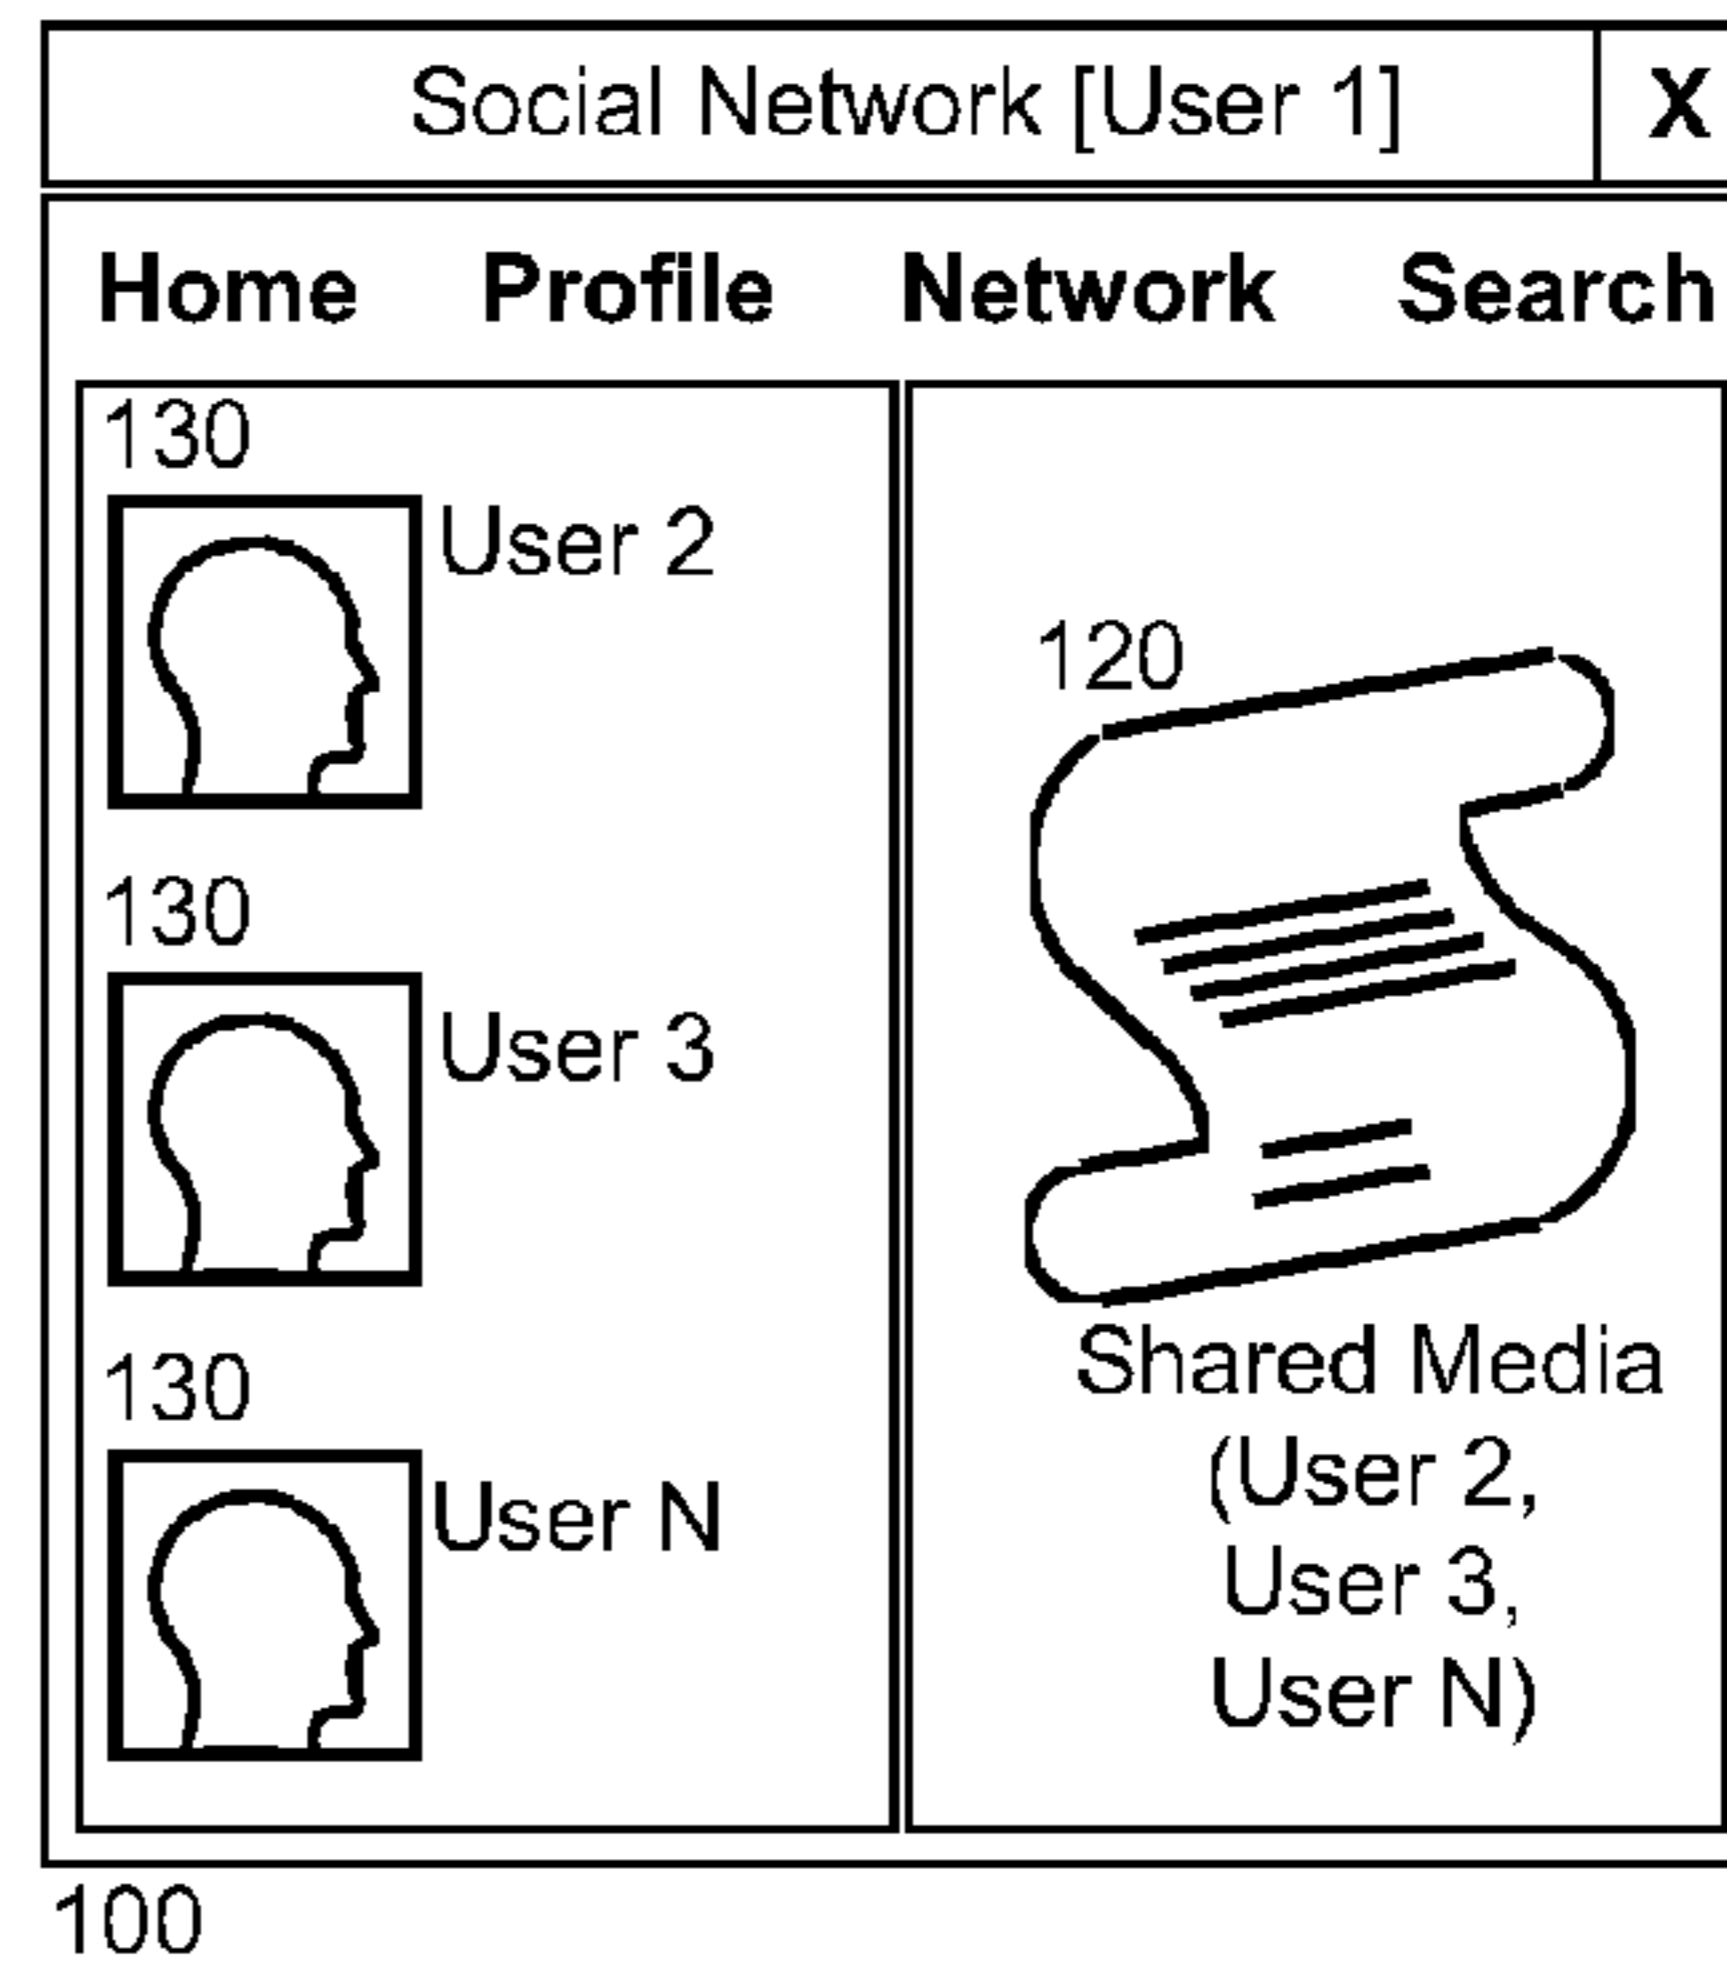 Social Network [User 1] X
Home Profile Network Search
130
User 2
130
User 3
130
User N
120
Shared Media
(User 2,
User 3,
User N)
100